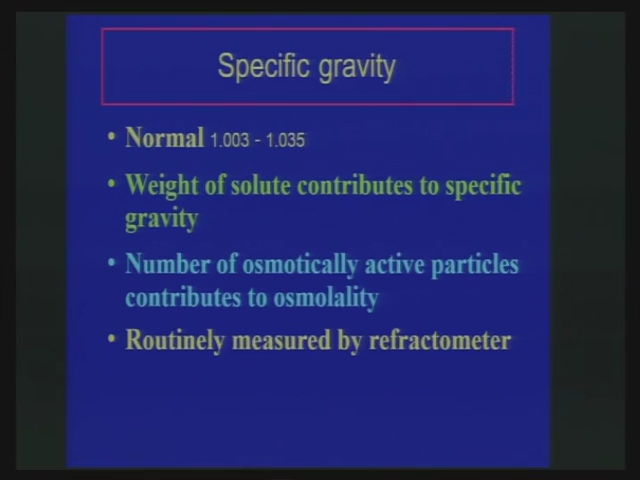 Specific gravity
• Normal 1.003 - 1.035
• Weight of solute contributes to specific
gravity
• Number of osmotically active particles
contributes to osmolality
• Routinely measured by refractometer